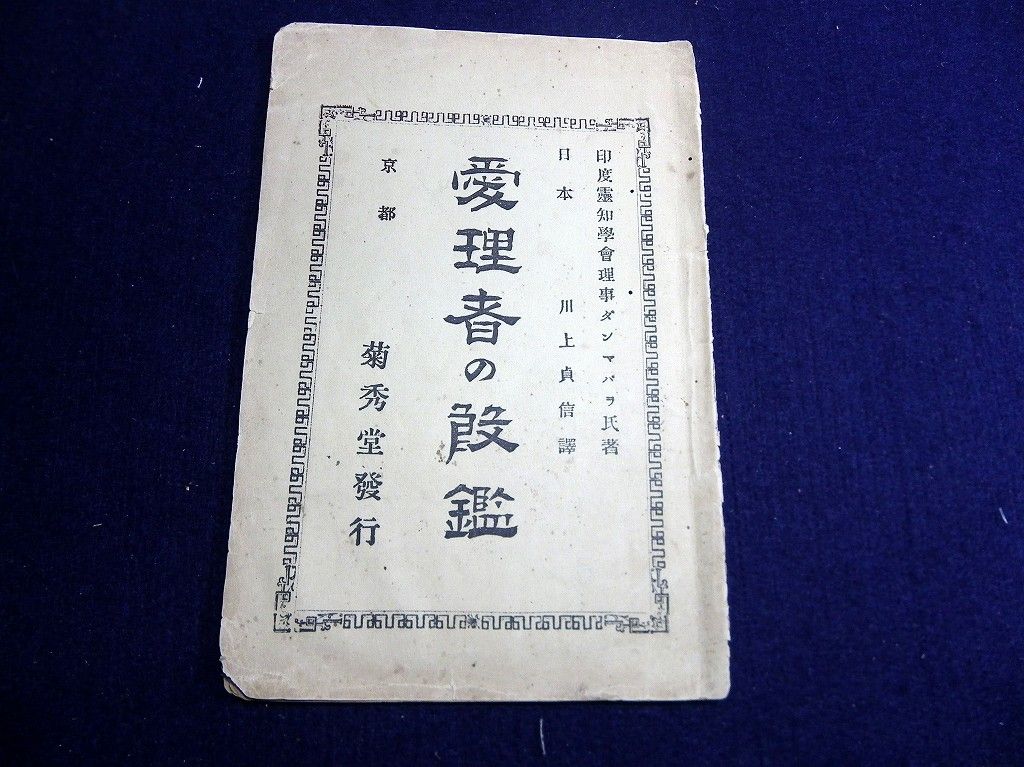 印度靈知學會理事ダンマパラ氏著
日本 川上貞信譯
愛理者の殷鑑
京都 菊秀堂發行